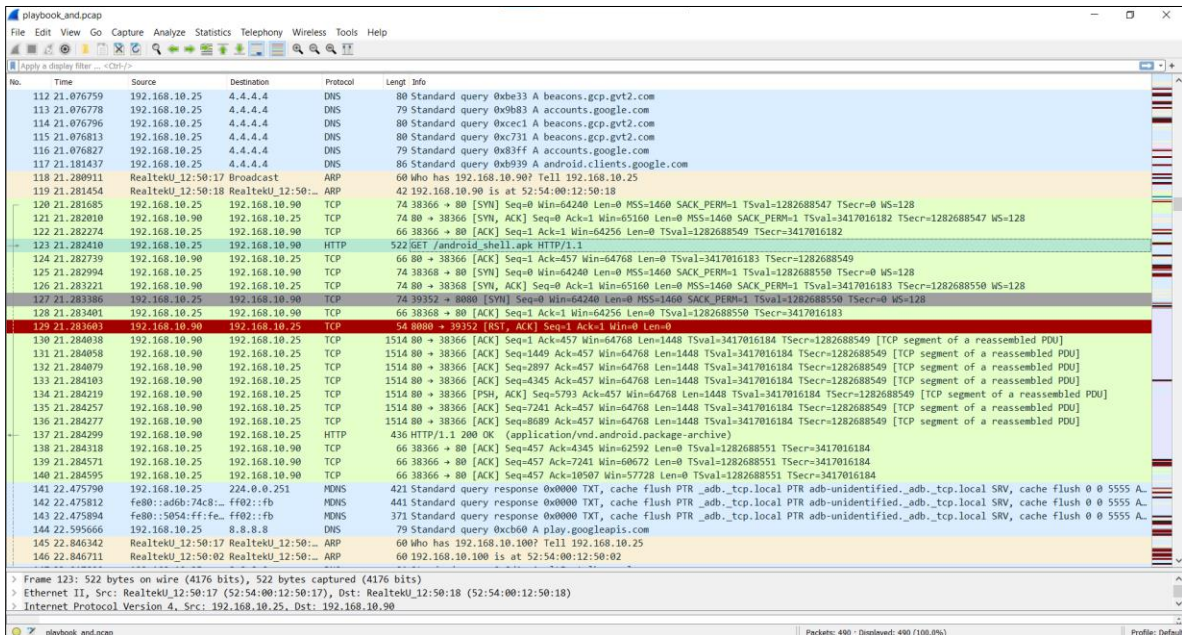 playbook_and.pcap
File Edit View Go Capture Analyze Statistics Telephony Wireless Tools Help
Apply a display filter ... <Ctrl-/>
No. Time Source Destination Protocol Lengt Info
112 21.076759 192.168.10.25 4.4.4.4 DNS 80 Standard query 0xbe33 A beacons.gcp.gvt2.com
113 21.076778 192.168.10.25 4.4.4.4 DNS 79 Standard query 0x9b83 A accounts.google.com
114 21.076796 192.168.10.25 4.4.4.4 DNS 80 Standard query 0xcec1 A beacons.gcp.gvt2.com
115 21.076813 192.168.10.25 4.4.4.4 DNS 80 Standard query 0xc731 A beacons.gcp.gvt2.com
116 21.076827 192.168.10.25 4.4.4.4 DNS 79 Standard query 0x83ff A accounts.google.com
117 21.181437 192.168.10.25 4.4.4.4 DNS 86 Standard query 0xb939 A android.clients.google.com
118 21.280911 RealtekU_12:50:17 Broadcast ARP 60 Who has 192.168.10.90? Tell 192.168.10.25
119 21.281454 RealtekU_12:50:18 RealtekU_12:50:… ARP 42 192.168.10.90 is at 52:54:00:12:50:18
120 21.281685 192.168.10.25 192.168.10.90 TCP 74 38366 → 80 [SYN] Seq=0 Win=64240 Len=0 MSS=1460 SACK_PERM=1 TSval=1282688547 TSecr=0 WS=128
121 21.282010 192.168.10.90 192.168.10.25 TCP 74 80 → 38366 [SYN, ACK] Seq=0 Ack=1 Win=65160 Len=0 MSS=1460 SACK_PERM=1 TSval=3417016182 TSecr=1282688547 WS=128
122 21.282274 192.168.10.25 192.168.10.90 TCP 66 38366 → 80 [ACK] Seq=1 Ack=1 Win=64256 Len=0 TSval=1282688549 TSecr=3417016182
123 21.282410 192.168.10.25 192.168.10.90 HTTP 522 GET /android_shell.apk HTTP/1.1
124 21.282739 192.168.10.90 192.168.10.25 TCP 66 80 → 38366 [ACK] Seq=1 Ack=457 Win=64768 Len=0 TSval=3417016183 TSecr=1282688549
125 21.282994 192.168.10.25 192.168.10.90 TCP 74 38368 → 80 [SYN] Seq=0 Win=64240 Len=0 MSS=1460 SACK_PERM=1 TSval=1282688550 TSecr=0 WS=128
126 21.283221 192.168.10.90 192.168.10.25 TCP 74 80 → 38368 [SYN, ACK] Seq=0 Ack=1 Win=65160 Len=0 MSS=1460 SACK_PERM=1 TSval=3417016183 TSecr=1282688550 WS=128
127 21.283386 192.168.10.25 192.168.10.90 TCP 74 39352 → 8080 [SYN] Seq=0 Win=64240 Len=0 MSS=1460 SACK_PERM=1 TSval=1282688550 TSecr=0 WS=128
128 21.283401 192.168.10.25 192.168.10.90 TCP 66 38368 → 80 [ACK] Seq=1 Ack=1 Win=64256 Len=0 TSval=1282688550 TSecr=3417016183
129 21.283603 192.168.10.90 192.168.10.25 TCP 54 8080 → 39352 [RST, ACK] Seq=1 Ack=1 Win=0 Len=0
130 21.284038 192.168.10.90 192.168.10.25 TCP 1514 80 → 38366 [ACK] Seq=1 Ack=457 Win=64768 Len=1448 TSval=3417016184 TSecr=1282688549 [TCP segment of a reassembled PDU]
131 21.284058 192.168.10.90 192.168.10.25 TCP 1514 80 → 38366 [ACK] Seq=1449 Ack=457 Win=64768 Len=1448 TSval=3417016184 TSecr=1282688549 [TCP segment of a reassembled PDU]
132 21.284079 192.168.10.90 192.168.10.25 TCP 1514 80 → 38366 [ACK] Seq=2897 Ack=457 Win=64768 Len=1448 TSval=3417016184 TSecr=1282688549 [TCP segment of a reassembled PDU]
133 21.284103 192.168.10.90 192.168.10.25 TCP 1514 80 → 38366 [ACK] Seq=4345 Ack=457 Win=64768 Len=1448 TSval=3417016184 TSecr=1282688549 [TCP segment of a reassembled PDU]
134 21.284219 192.168.10.90 192.168.10.25 TCP 1514 80 → 38366 [PSH, ACK] Seq=5793 Ack=457 Win=64768 Len=1448 TSval=3417016184 TSecr=1282688549 [TCP segment of a reassembled PDU]
135 21.284257 192.168.10.90 192.168.10.25 TCP 1514 80 → 38366 [ACK] Seq=7241 Ack=457 Win=64768 Len=1448 TSval=3417016184 TSecr=1282688549 [TCP segment of a reassembled PDU]
136 21.284277 192.168.10.90 192.168.10.25 TCP 1514 80 → 38366 [ACK] Seq=8689 Ack=457 Win=64768 Len=1448 TSval=3417016184 TSecr=1282688549 [TCP segment of a reassembled PDU]
137 21.284299 192.168.10.90 192.168.10.25 HTTP 436 HTTP/1.1 200 OK (application/vnd.android.package-archive)
138 21.284318 192.168.10.25 192.168.10.90 TCP 66 38366 → 80 [ACK] Seq=457 Ack=4345 Win=62592 Len=0 TSval=1282688551 TSecr=3417016184
139 21.284571 192.168.10.25 192.168.10.90 TCP 66 38366 → 80 [ACK] Seq=457 Ack=7241 Win=60672 Len=0 TSval=1282688551 TSecr=3417016184
140 21.284595 192.168.10.25 192.168.10.90 TCP 66 38366 → 80 [ACK] Seq=457 Ack=10507 Win=57728 Len=0 TSval=1282688551 TSecr=3417016184
141 22.475790 192.168.10.25 224.0.0.251 MDNS 421 Standard query response 0x0000 TXT, cache flush PTR _adb._tcp.local PTR adb-unidentified._adb._tcp.local SRV, cache flush 0 0 5555 A…
142 22.475812 fe80::ad6b:74c8:… ff02::fb MDNS 441 Standard query response 0x0000 TXT, cache flush PTR _adb._tcp.local PTR adb-unidentified._adb._tcp.local SRV, cache flush 0 0 5555 A…
143 22.475894 fe80::5054:ff:fe… ff02::fb MDNS 371 Standard query response 0x0000 TXT, cache flush PTR _adb._tcp.local PTR adb-unidentified._adb._tcp.local SRV, cache flush 0 0 5555 A…
144 22.595666 192.168.10.25 8.8.8.8 DNS 79 Standard query 0xcb60 A play.googleapis.com
145 22.846342 RealtekU_12:50:17 RealtekU_12:50:… ARP 60 Who has 192.168.10.100? Tell 192.168.10.25
146 22.846711 RealtekU_12:50:02 RealtekU_12:50:… ARP 60 192.168.10.100 is at 52:54:00:12:50:02
> Frame 123: 522 bytes on wire (4176 bits), 522 bytes captured (4176 bits)
> Ethernet II, Src: RealtekU_12:50:17 (52:54:00:12:50:17), Dst: RealtekU_12:50:18 (52:54:00:12:50:18)
> Internet Protocol Version 4, Src: 192.168.10.25, Dst: 192.168.10.90
playbook_and.pcap Packets: 490 · Displayed: 490 (100.0%) Profile: Default